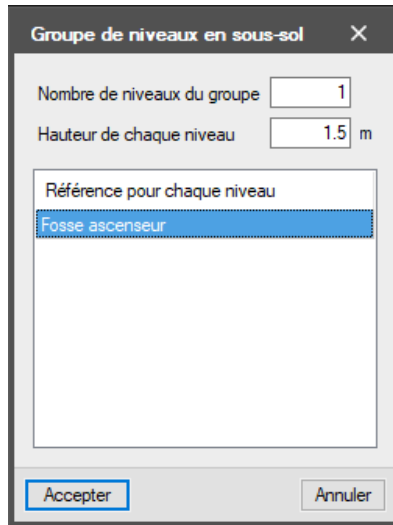 Groupe de niveaux en sous-sol
Nombre de niveaux du groupe 1
Hauteur de chaque niveau 1.5 m
Référence pour chaque niveau
Fosse ascenseur
Accepter Annuler